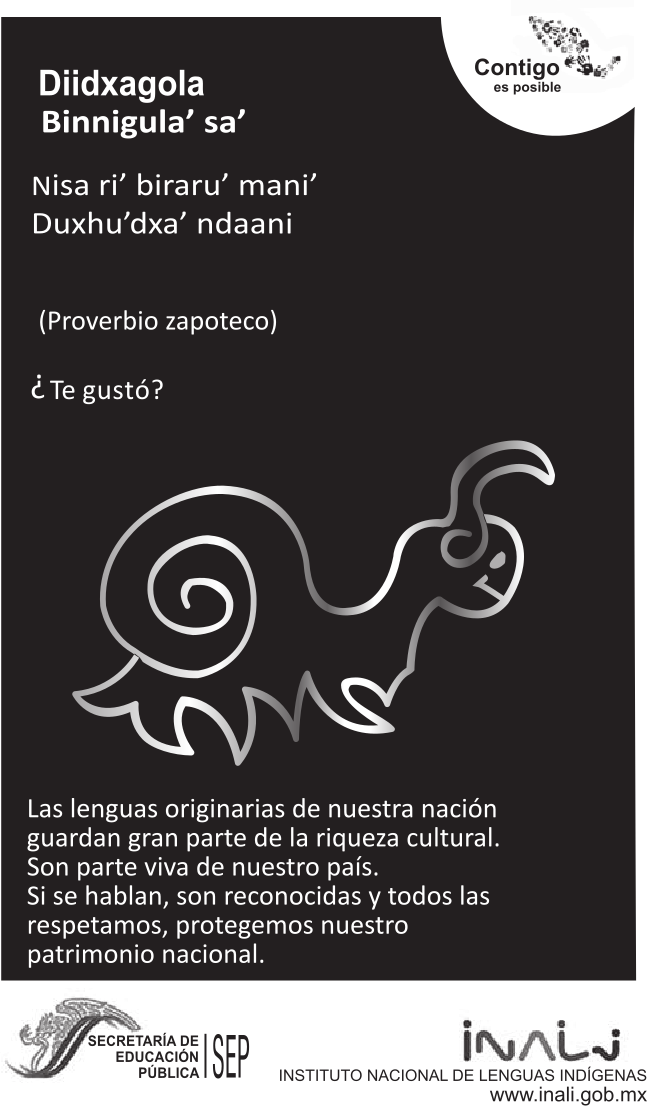 Contigo
es posible
Diidxagola
Binnigula’ sa’
Nisa ri’ biraru’ mani’
Duxhu’dxa’ ndaani
(Proverbio zapoteco)
¿Te gustó?
Las lenguas originarias de nuestra nación
guardan gran parte de la riqueza cultural.
Son parte viva de nuestro país.
Si se hablan, son reconocidas y todos las
respetamos, protegemos nuestro
patrimonio nacional.
SECRETARÍA DE
EDUCACIÓN
PÚBLICA
SEP
INALI
INSTITUTO NACIONAL DE LENGUAS INDÍGENAS
www.inali.gob.mx